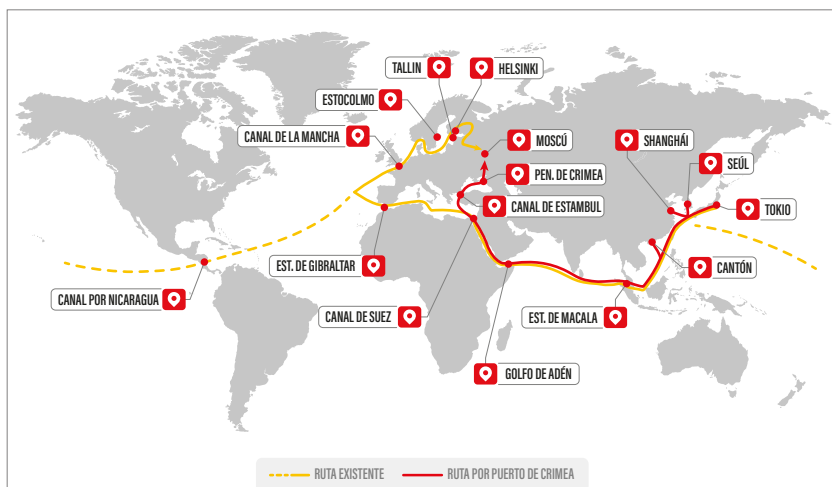 TALLIN
HELSINKI
ESTOCOLMO
CANAL DE LA MANCHA
MOSCÚ
SHANGHÁI
SEÚL
PEN. DE CRIMEA
CANAL DE ESTAMBUL
TOKIO
EST. DE GIBRALTAR
CANTÓN
CANAL POR NICARAGUA
CANAL DE SUEZ
EST. DE MACALA
GOLFO DE ADÉN
RUTA EXISTENTE
RUTA POR PUERTO DE CRIMEA